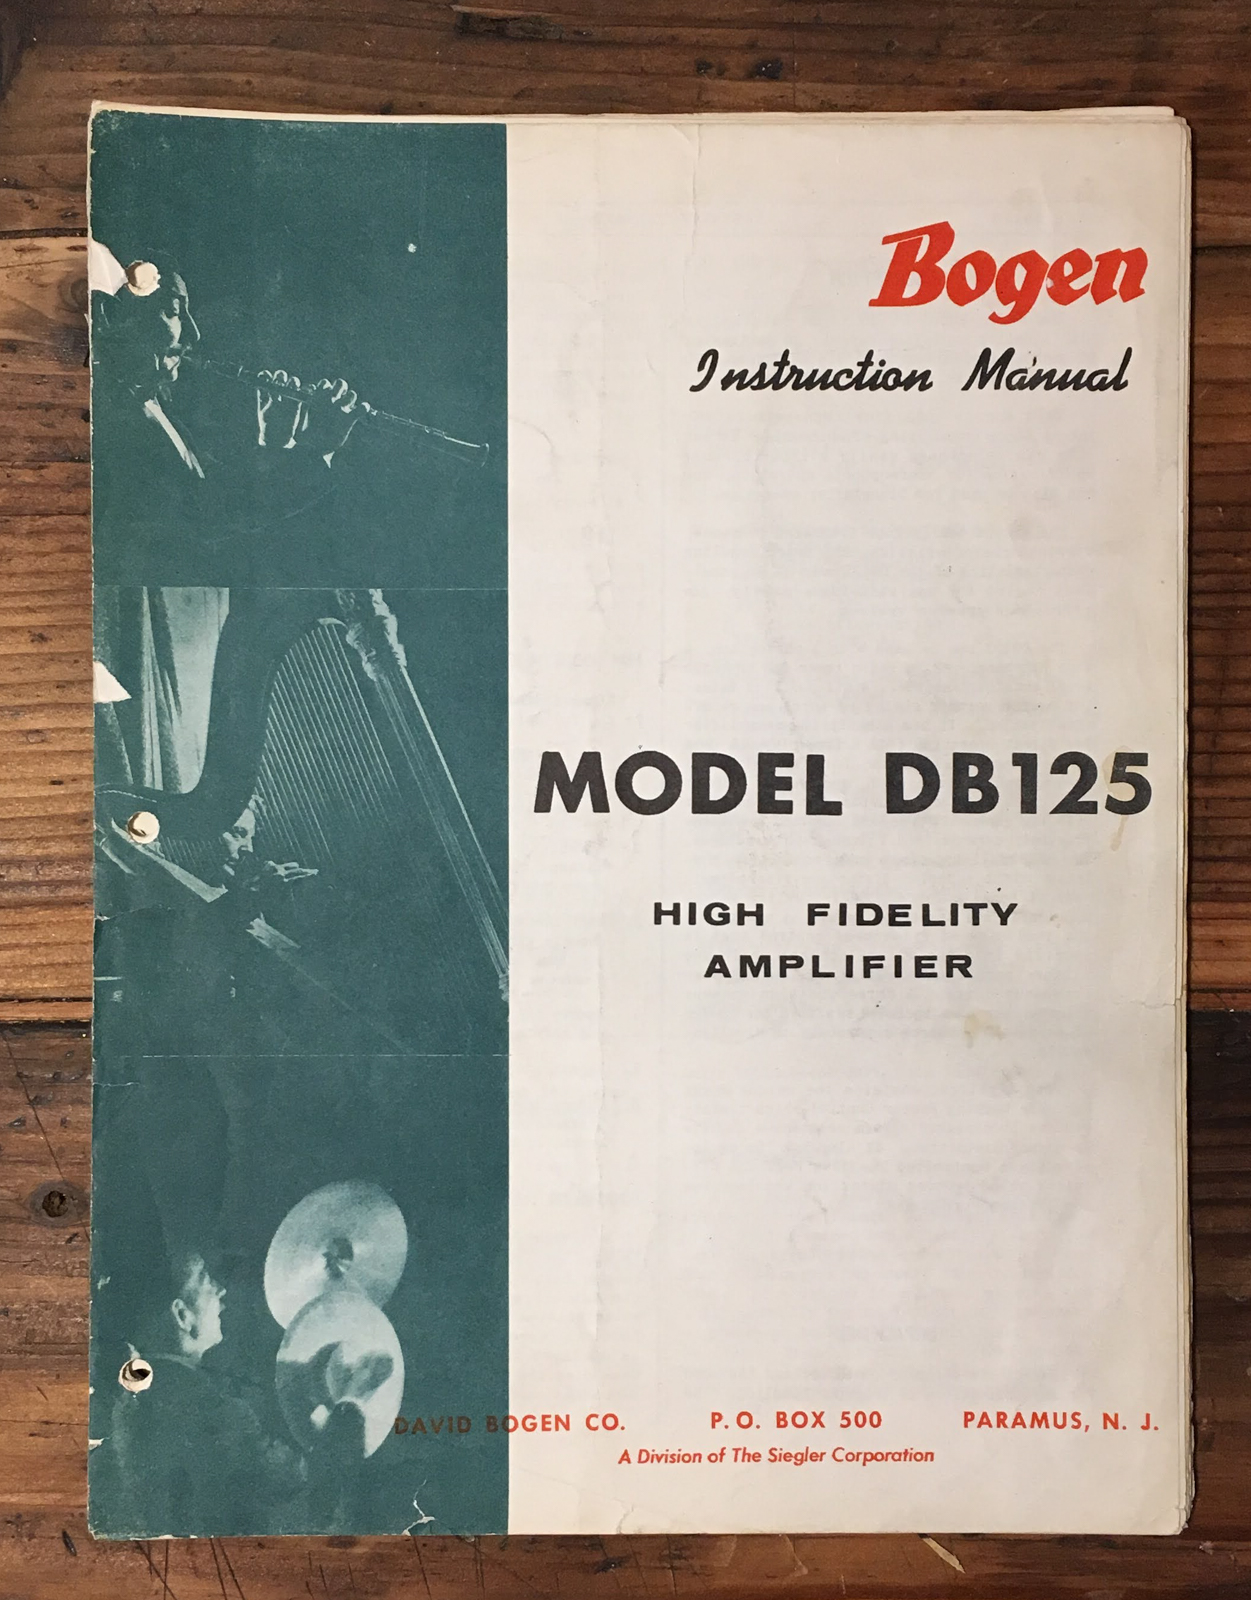 Bogen
Instruction Manual
MODEL DB125
HIGH FIDELITY
AMPLIFIER
DAVID BOGEN CO. P.O. BOX 500 PARAMUS, N. J.
A Division of The Siegler Corporation